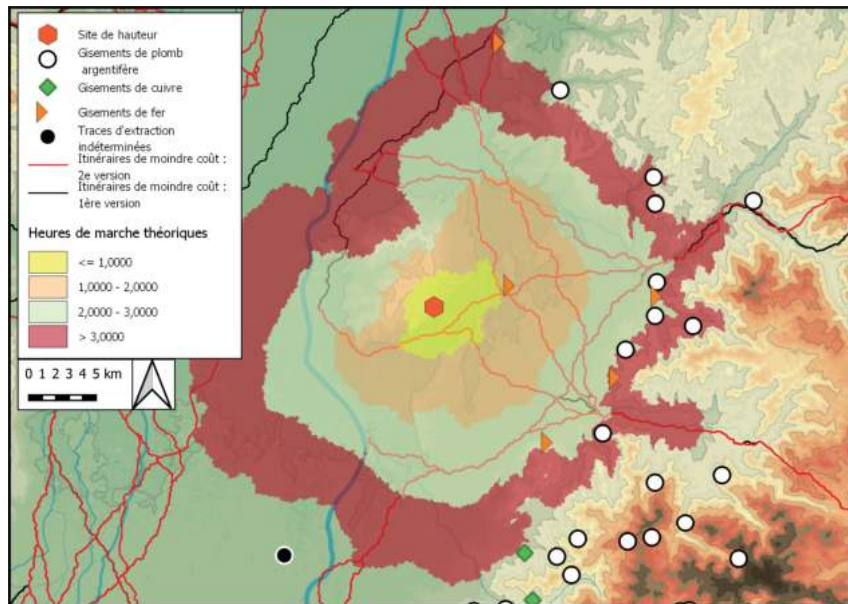 Site de hauteur
Gisements de plomb
argentifère
Gisements de cuivre
Gisements de fer
Traces d'extraction
indéterminées
Itinéraires de moindre coût :
2e version
Itinéraires de moindre coût :
1ère version
Heures de marche théoriques
<= 1,0000
1,0000 - 2,0000
2,0000 - 3,0000
> 3,0000
0 1 2 3 4 5 km